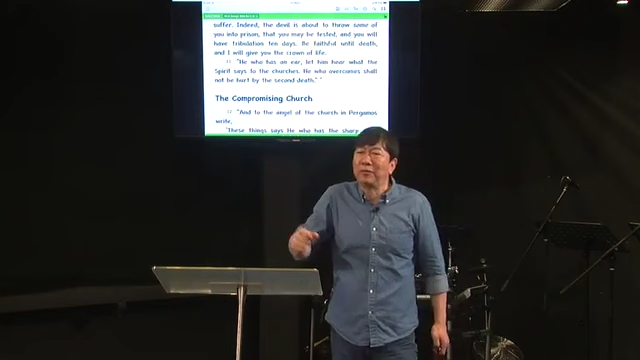 suffer. Indeed, the devil is about to throw some of
you into prison, that you may be tested, and you will
have tribulation ten days. Be faithful until death,
and I will give you the crown of life.
11 "He who has an ear, let him hear what the
Spirit says to the churches. He who overcomes shall
not be hurt by the second death." '
The Compromising Church
12 "And to the angel of the church in Pergamos
write,
'These things says He who has the sharp